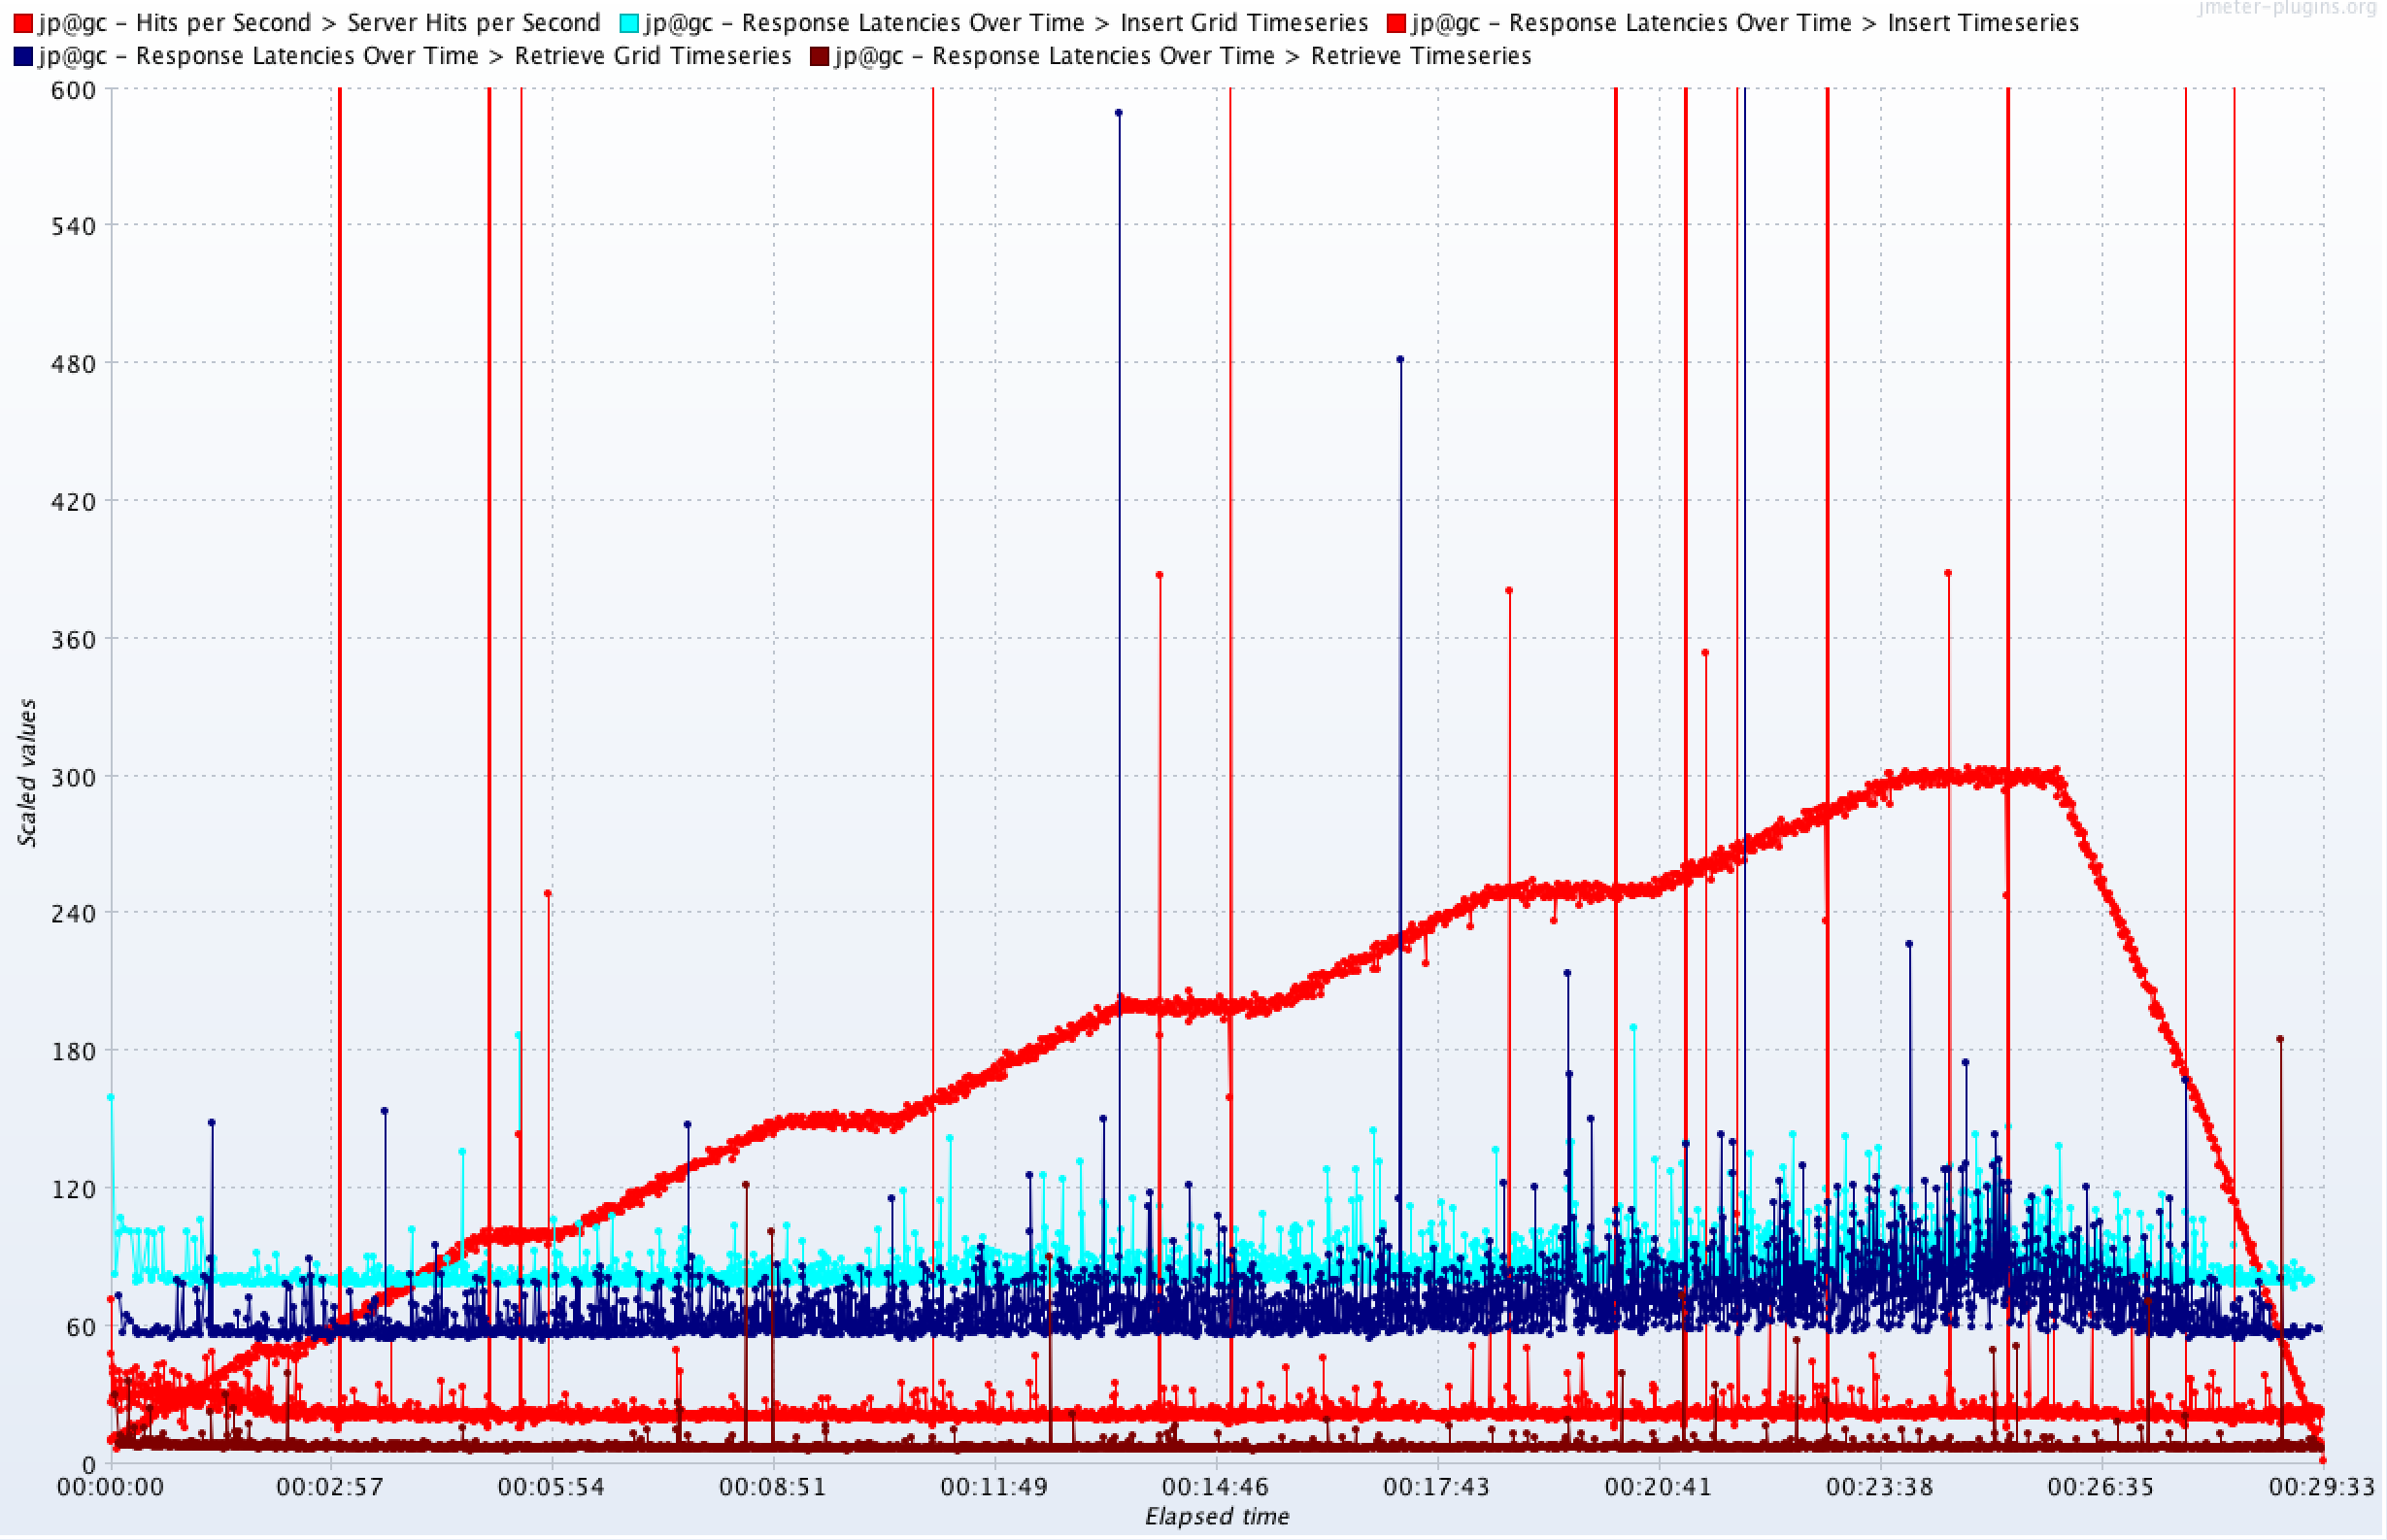 jmeter-plugins.org
jp@gc - Hits per Second > Server Hits per Second jp@gc - Response Latencies Over Time > Insert Grid Timeseries jp@gc - Response Latencies Over Time > Insert Timeseries
jp@gc - Response Latencies Over Time > Retrieve Grid Timeseries jp@gc - Response Latencies Over Time > Retrieve Timeseries
600
540
480
420
360
300
240
180
120
60
0
Scaled values
00:00:00 00:02:57 00:05:54 00:08:51 00:11:49 00:14:46 00:17:43 00:20:41 00:23:38 00:26:35 00:29:33
Elapsed time